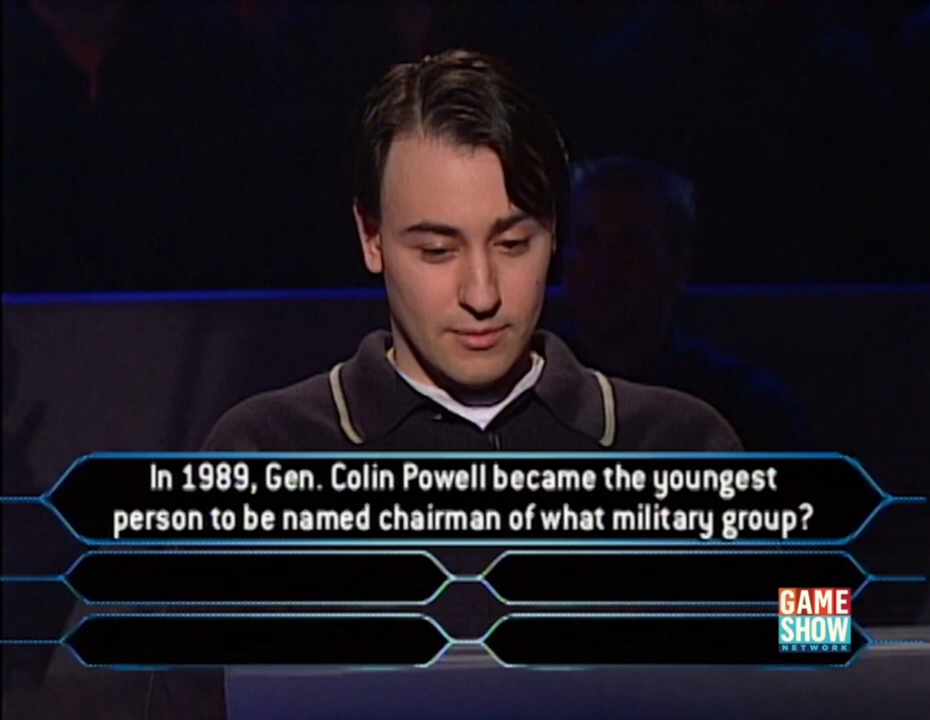 In 1989, Gen. Colin Powell became the youngest
person to be named chairman of what military group?
GAME
SHOW
NETWORK